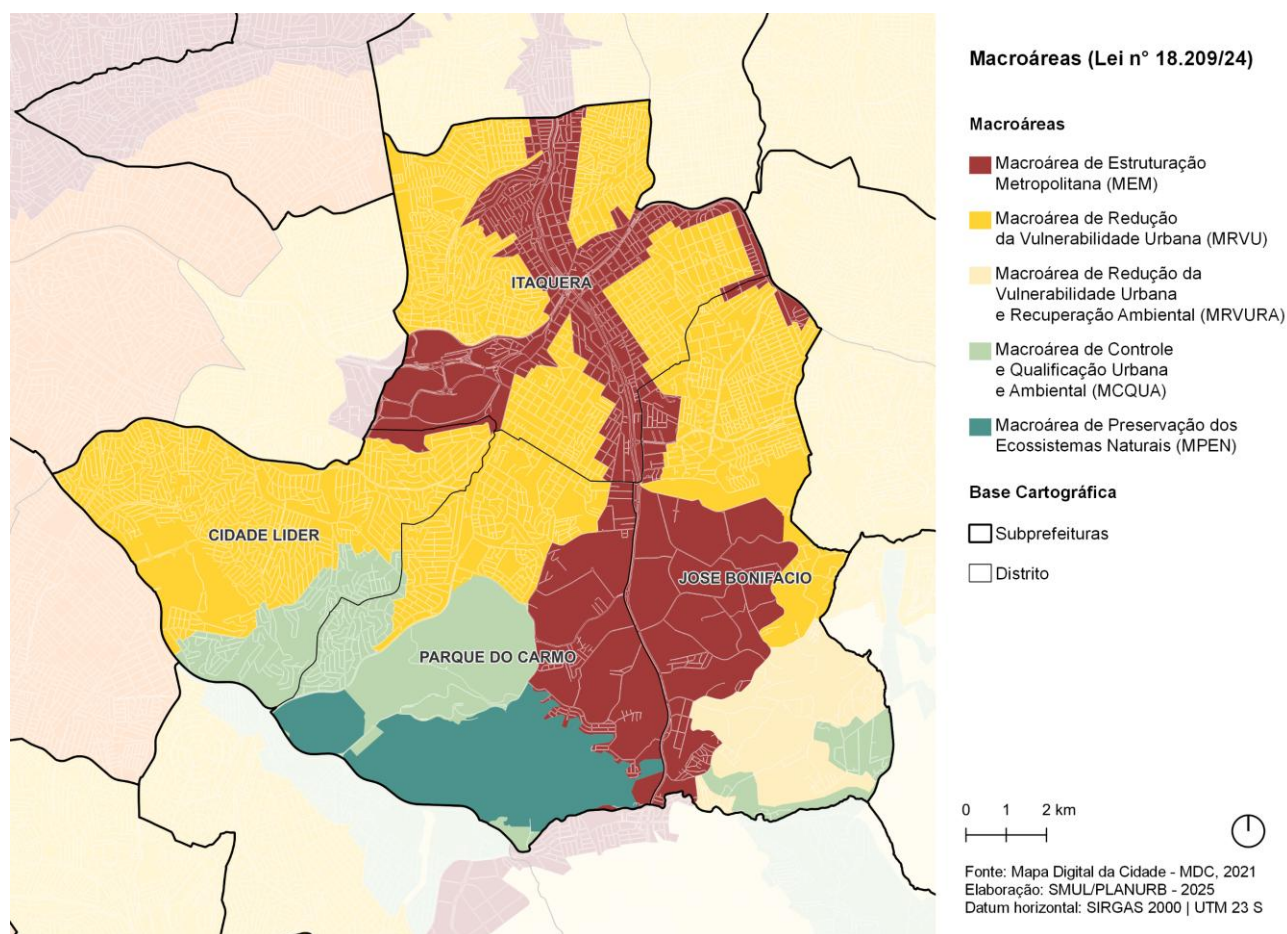 ITAQUERA
CIDADE LIDER
JOSE BONIFACIO
PARQUE DO CARMO
Macroáreas (Lei n° 18.209/24)
Macroáreas
Macroárea de Estruturação
Metropolitana (MEM)
Macroárea de Redução
da Vulnerabilidade Urbana (MRVU)
Macroárea de Redução da
Vulnerabilidade Urbana
e Recuperação Ambiental (MRVURA)
Macroárea de Controle
e Qualificação Urbana
e Ambiental (MCQUA)
Macroárea de Preservação dos
Ecossistemas Naturais (MPEN)
Base Cartográfica
Subprefeituras
Distrito
0 1 2 km
Fonte: Mapa Digital da Cidade - MDC, 2021
Elaboração: SMUL/PLANURB - 2025
Datum horizontal: SIRGAS 2000 | UTM 23 S